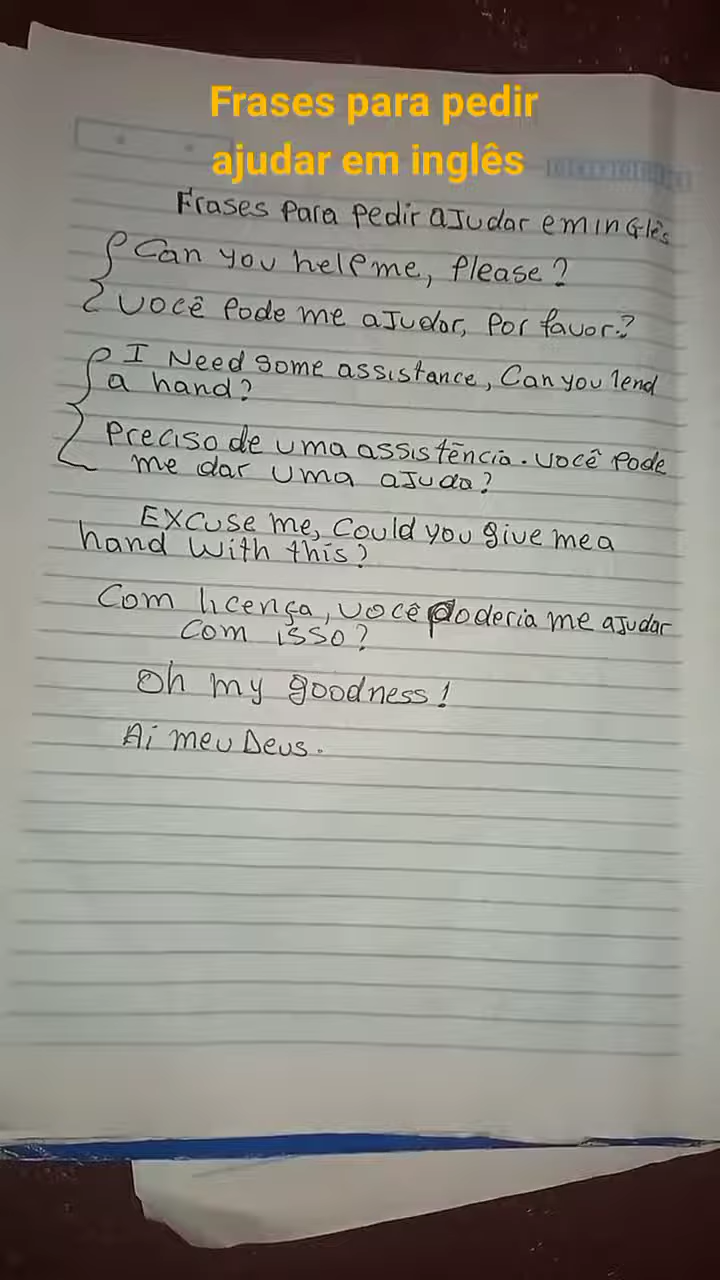 Frases para pedir
ajudar em inglês
Frases para pedir aJudar em inglês
Can you help me, please?
você pode me aJudar, por favor.?
I Need some assistance, Can you lend
a hand?
Preciso de uma assistência. você pode
me dar uma aJuda?
Excuse me, Could you give me a
hand with this?
Com licença, você poderia me aJudar
com isso?
Oh my goodness!
Ai meu Deus.